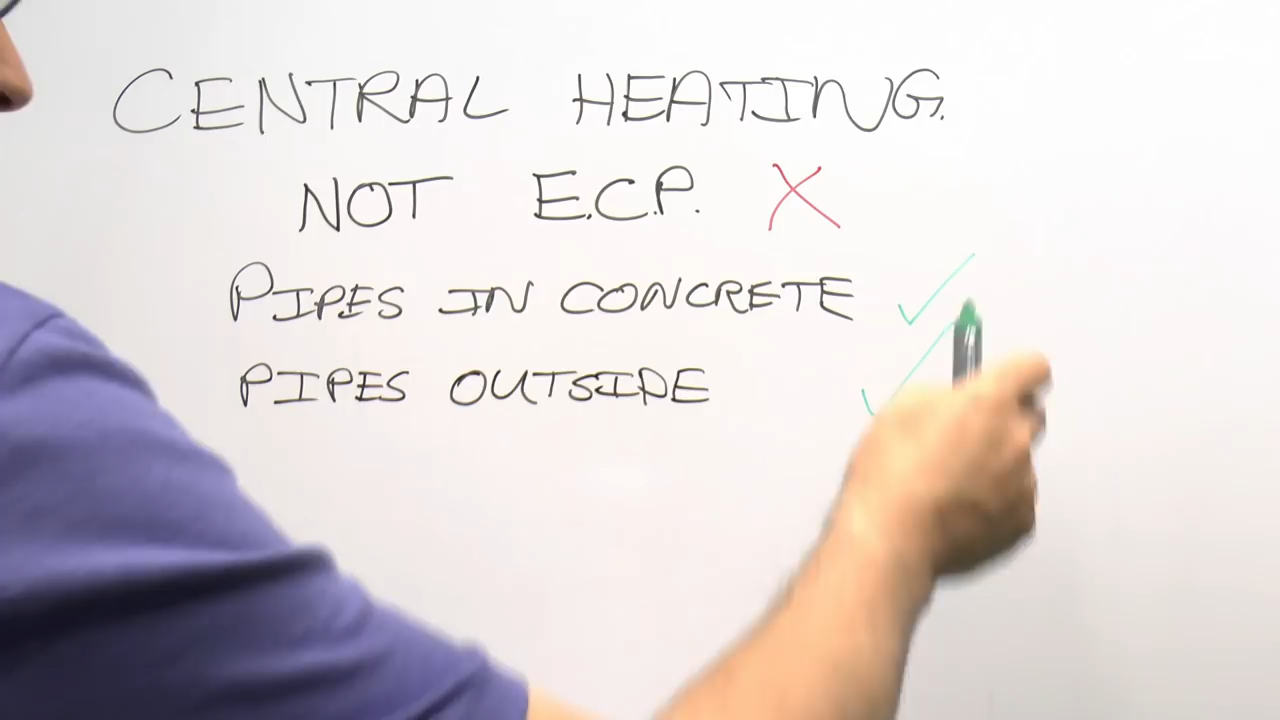 CENTRAL HEATING.
NOT E.C.P. X
PIPES IN CONCRETE ✓
PIPES OUTSIDE ✓